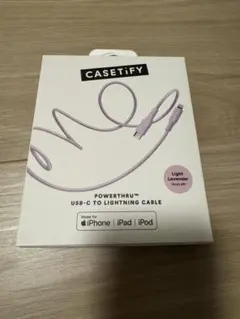 CASETiFY
Light
Lavender
POWERTHRU™
USB-C TO LIGHTNING CABLE
Made for
iPhone | iPad | iPod